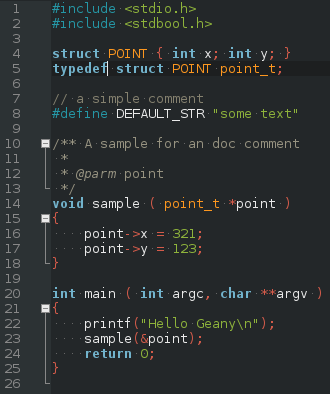 1 #include <stdio.h>
2 #include <stdbool.h>
3
4 struct POINT { int x; int y; }
5 typedef struct POINT point_t;
6
7 // a simple comment
8 #define DEFAULT_STR "some text"
9
10 /** A sample for an doc comment
11  *
12  * @parm point
13  */
14 void sample ( point_t *point )
15 {
16     point->x = 321;
17     point->y = 123;
18 }
19
20 int main ( int argc, char **argv )
21 {
22     printf("Hello Geany\n");
23     sample(&point);
24     return 0;
25 }
26